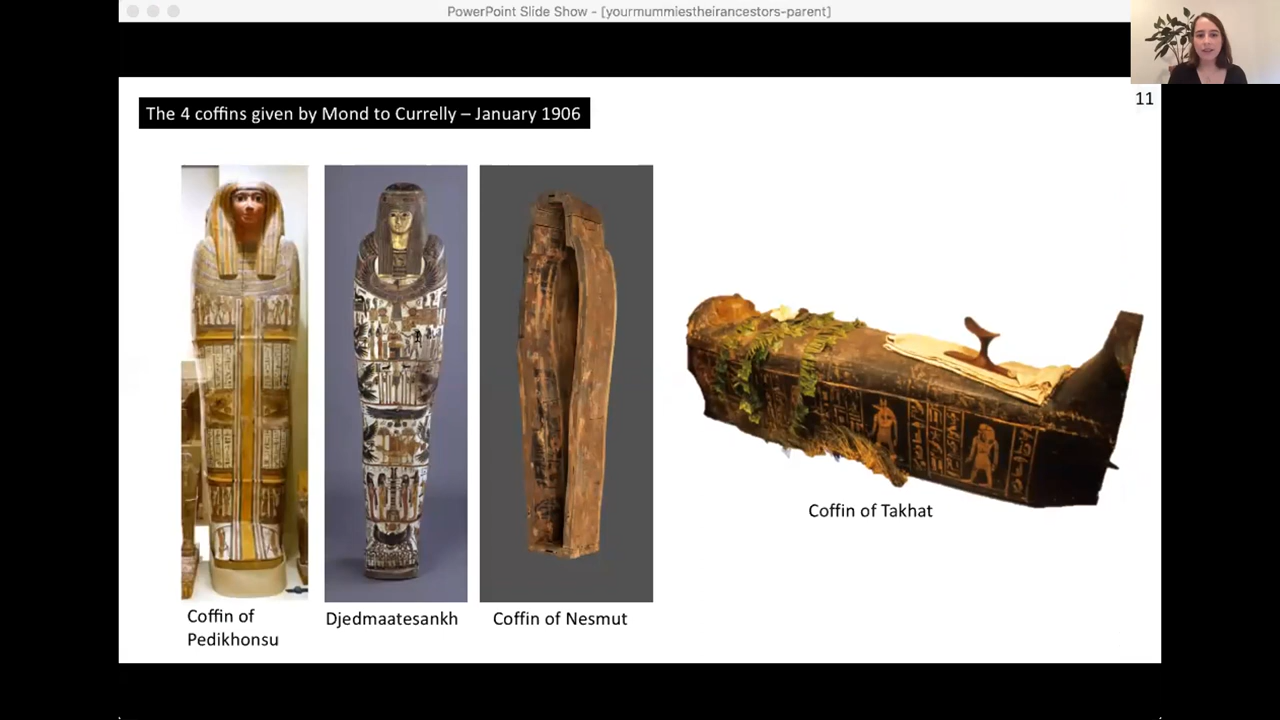 PowerPoint Slide Show - [yourmummiestheirancestors-parent]
11
The 4 coffins given by Mond to Currelly – January 1906
Coffin of Takhat
Coffin of
Pedikhonsu
Djedmaatesankh
Coffin of Nesmut